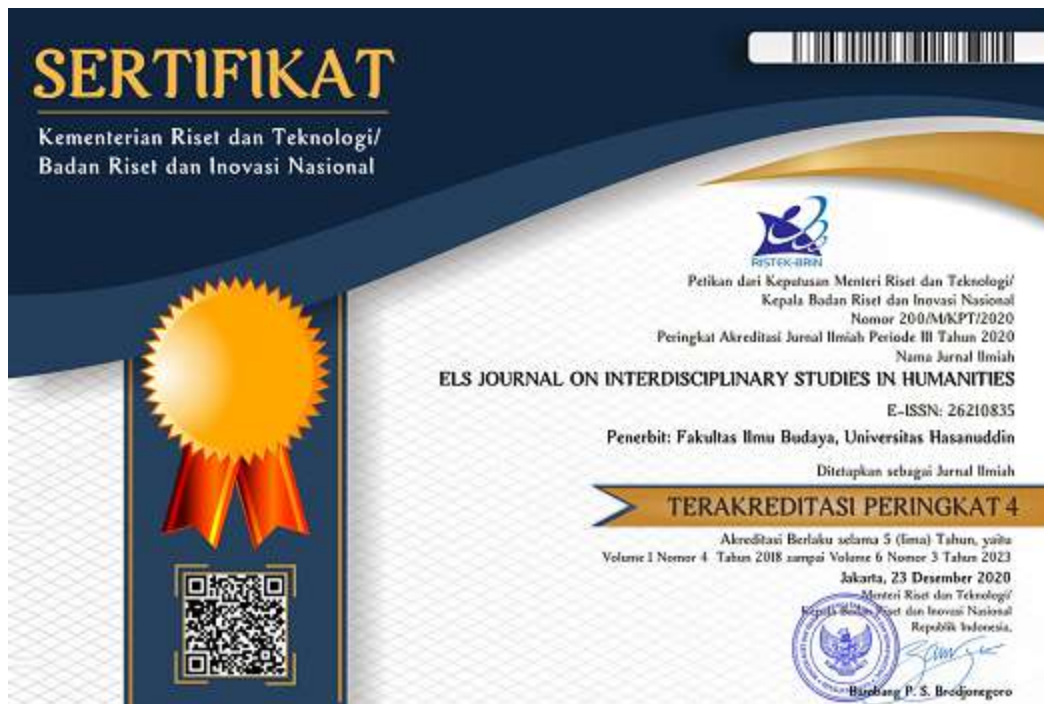 SERTIFIKAT
Kementerian Riset dan Teknologi/
Badan Riset dan Inovasi Nasional
RISTEK-BRIN
Petikan dari Keputusan Menteri Riset dan Teknologi/
Kepala Badan Riset dan Inovasi Nasional
Nomor 200/M/KPT/2020
Peringkat Akreditasi Jurnal Ilmiah Periode III Tahun 2020
Nama Jurnal Ilmiah
ELS JOURNAL ON INTERDISCIPLINARY STUDIES IN HUMANITIES
E-ISSN: 26210835
Penerbit: Fakultas Ilmu Budaya, Universitas Hasanuddin
Ditetapkan sebagai Jurnal Ilmiah
TERAKREDITASI PERINGKAT 4
Akreditasi Berlaku selama 5 (lima) Tahun, yaitu
Volume 1 Nomor 4 Tahun 2018 sampai Volume 6 Nomor 3 Tahun 2023
Jakarta, 23 Desember 2020
Menteri Riset dan Teknologi/
Kepala Badan Riset dan Inovasi Nasional
Republik Indonesia,
Bambang P. S. Brodjonegoro